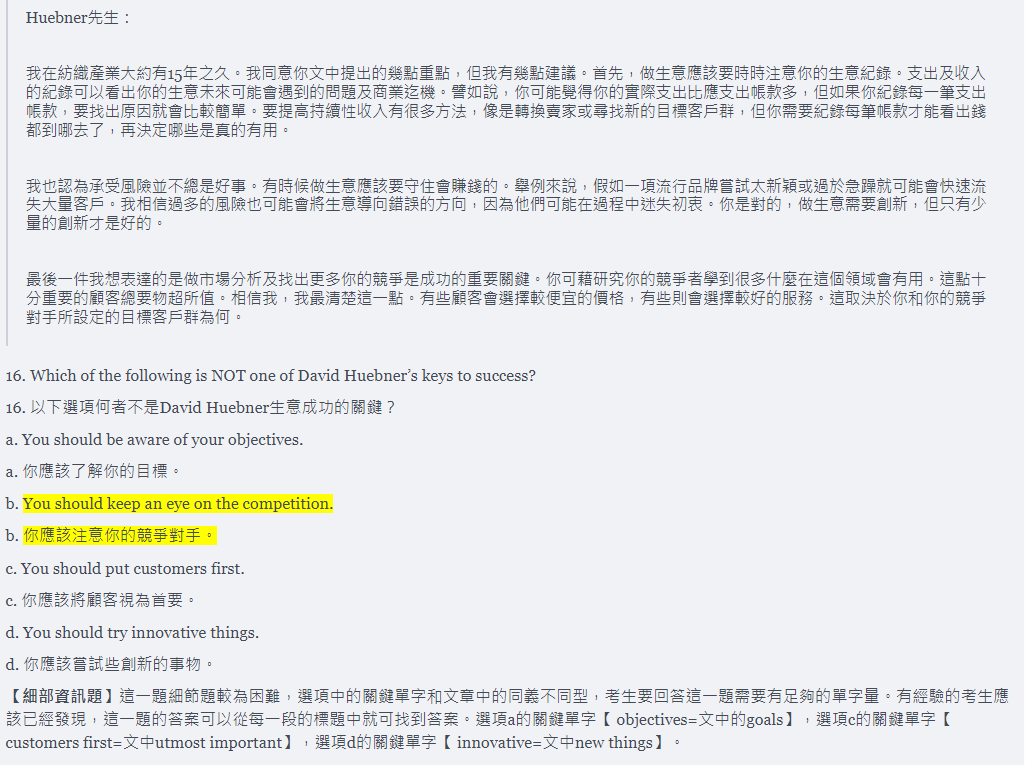 Huebner先生：
我在紡織產業大約有15年之久。我同意你文中提出的幾點重點，但我有幾點建議。首先，做生意應該要時時注意你的生意紀錄。支出及收入
的紀錄可以看出你的生意未來可能會遇到的問題及商業迄機。譬如說，你可能覺得你的實際支出比應支出帳款多，但如果你紀錄每一筆支出
帳款，要找出原因就會比較簡單。要提高持續性收入有很多方法，像是轉換賣家或尋找新的目標客戶群，但你需要紀錄每筆帳款才能看出錢
都到哪去了，再決定哪些是真的有用。
我也認為承受風險並不總是好事。有時候做生意應該要守住會賺錢的。舉例來說，假如一項流行品牌嘗試太新穎或過於急躁就可能會快速流
失大量客戶。我相信過多的風險也可能會將生意導向錯誤的方向，因為他們可能在過程中迷失初衷。你是對的，做生意需要創新，但只有少
量的創新才是好的。
最後一件我想表達的是做市場分析及找出更多你的競爭是成功的重要關鍵。你可藉研究你的競爭者學到很多什麼在這個領域會有用。這點十
分重要的顧客總要物超所值。相信我，我最清楚這一點。有些顧客會選擇較便宜的價格，有些則會選擇較好的服務。這取決於你和你的競爭
對手所設定的目標客戶群為何。
16. Which of the following is NOT one of David Huebner’s keys to success?
16. 以下選項何者不是David Huebner生意成功的關鍵？
a. You should be aware of your objectives.
a. 你應該了解你的目標。
b. You should keep an eye on the competition.
b. 你應該注意你的競爭對手。
c. You should put customers first.
c. 你應該將顧客視為首要。
d. You should try innovative things.
d. 你應該嘗試些創新的事物。
【細部資訊題】這一題細節題較為困難，選項中的關鍵單字和文章中的同義不同型，考生要回答這一題需要有足夠的單字量。有經驗的考生應
該已經發現，這一題的答案可以從每一段的標題中就可找到答案。選項a的關鍵單字【 objectives=文中的goals】，選項c的關鍵單字【
customers first=文中utmost important】，選項d的關鍵單字【 innovative=文中new things】。